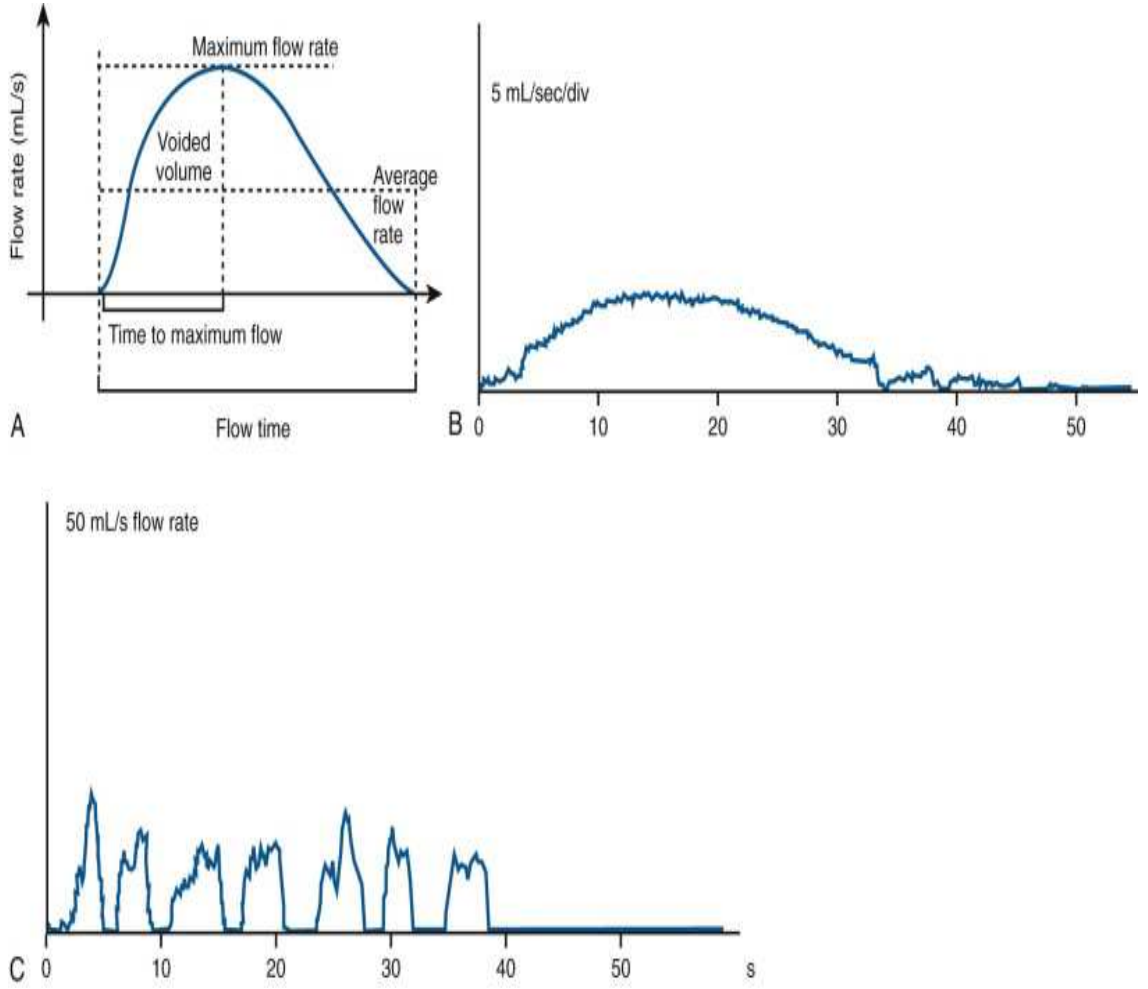 Flow rate (mL/s)
Maximum flow rate
Voided
volume
Average
flow
rate
Time to maximum flow
Flow time
A
5 mL/sec/div
B 0 10 20 30 40 50
50 mL/s flow rate
C 0 10 20 30 40 50 s